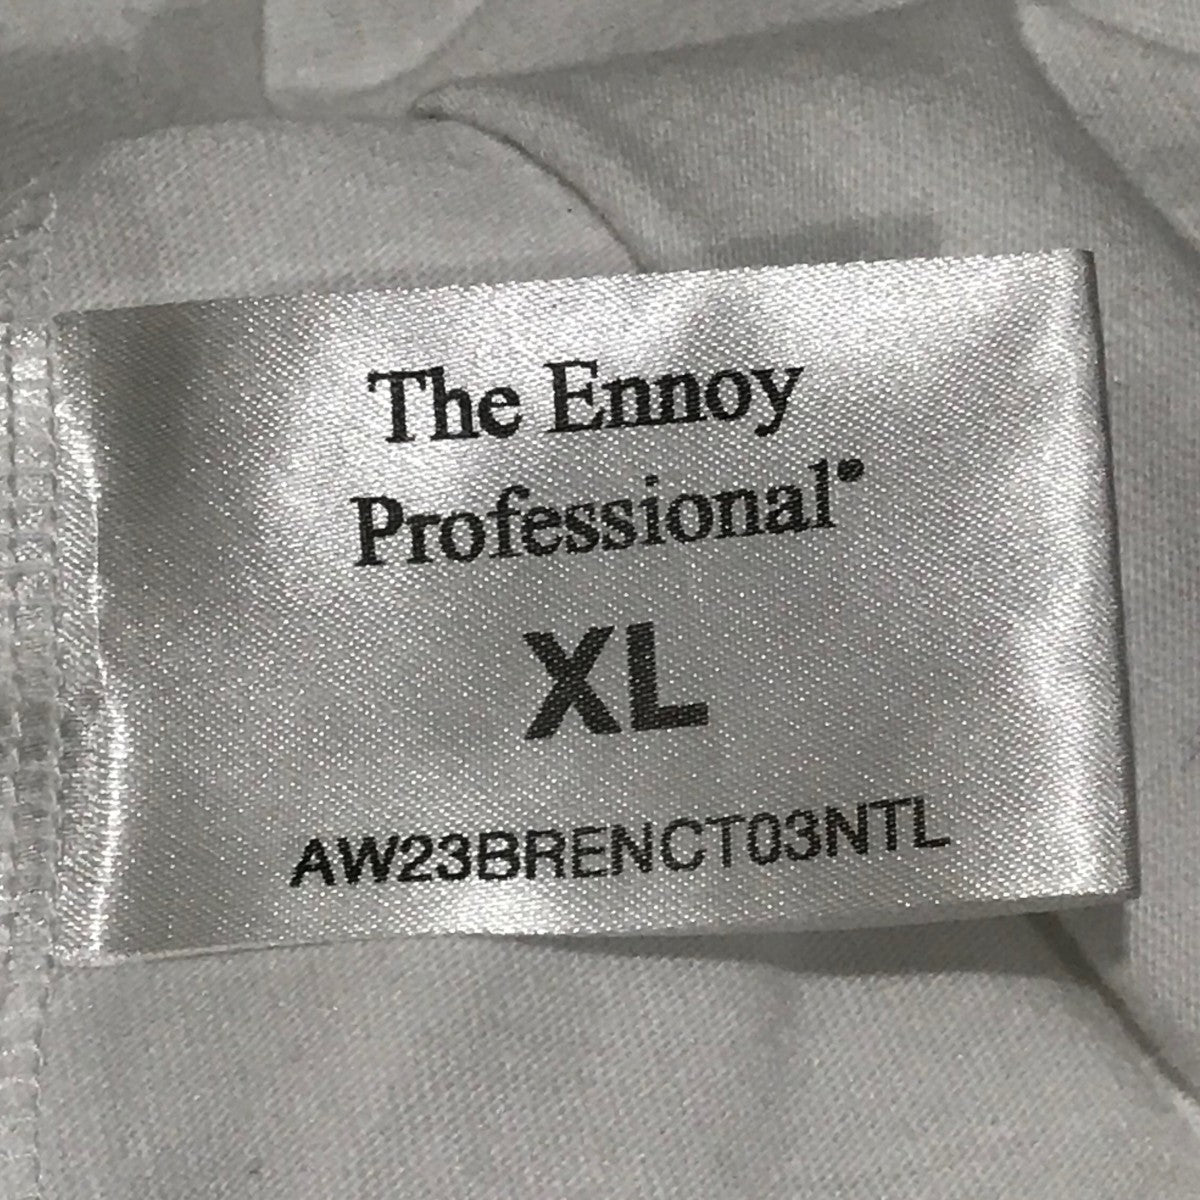 The Ennoy
Professional®
XL
AW23BRENCT03NTL